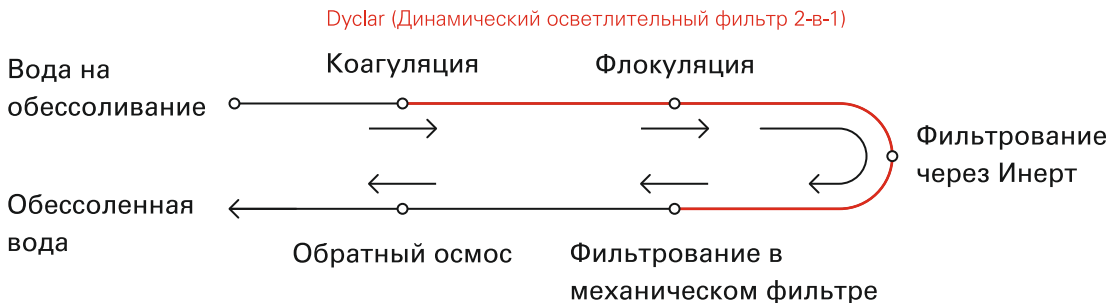 Dyclar (Динамический осветлительный фильтр 2-в-1)
Вода на
обессоливание
Коагуляция
Флокуляция
Фильтрование
через Инерт
Обессоленная
вода
Обратный осмос
Фильтрование в
механическом фильтре